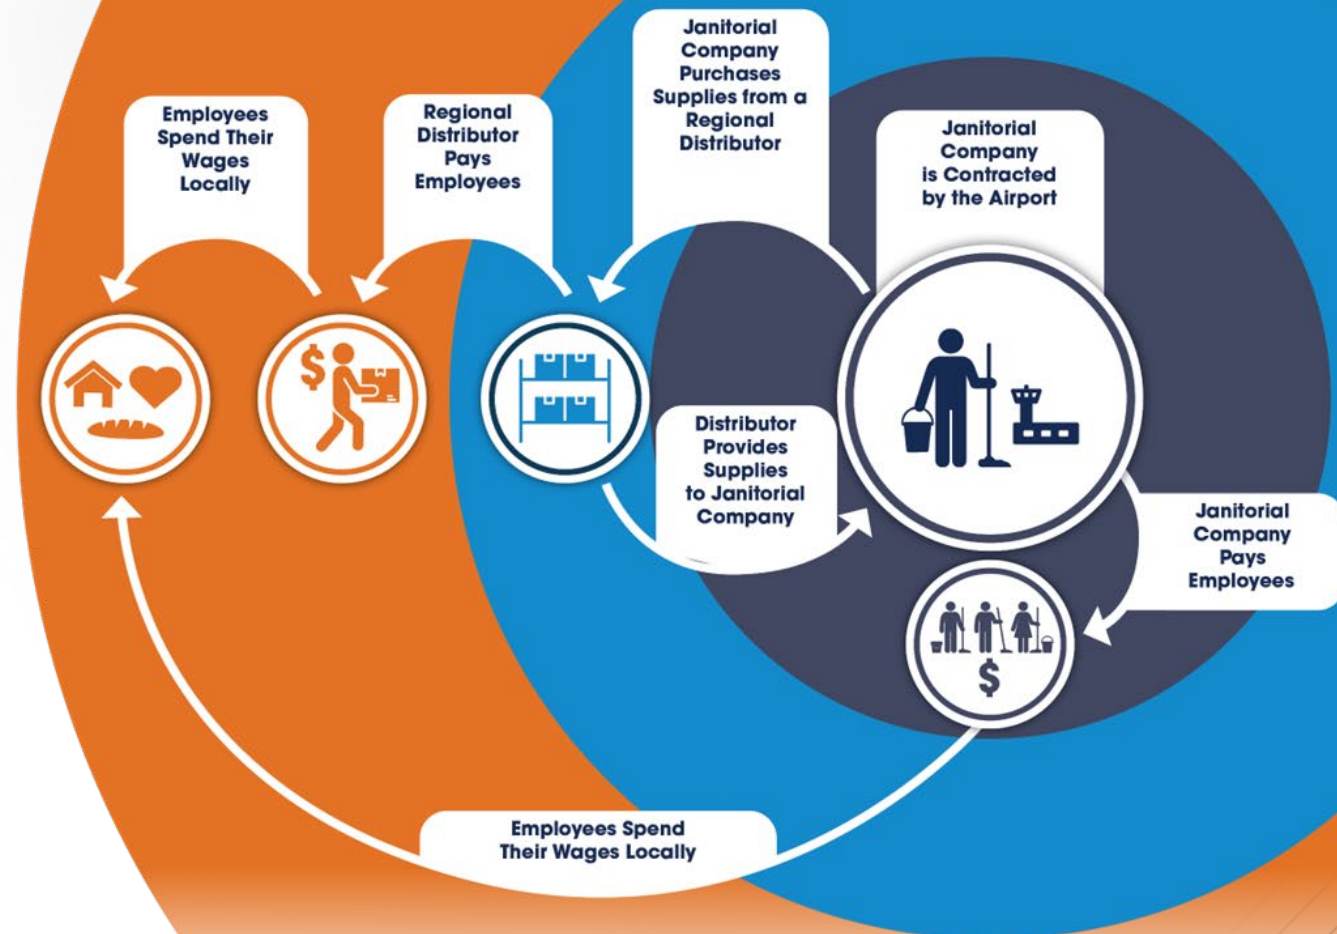 Janitorial
Company
Purchases
Supplies from a
Regional
Distributor
Employees
Spend Their
Wages
Locally
Regional
Distributor
Pays
Employees
Janitorial
Company
is Contracted
by the Airport
$
Distributor
Provides
Supplies
to Janitorial
Company
Janitorial
Company
Pays
Employees
$
Employees Spend
Their Wages Locally